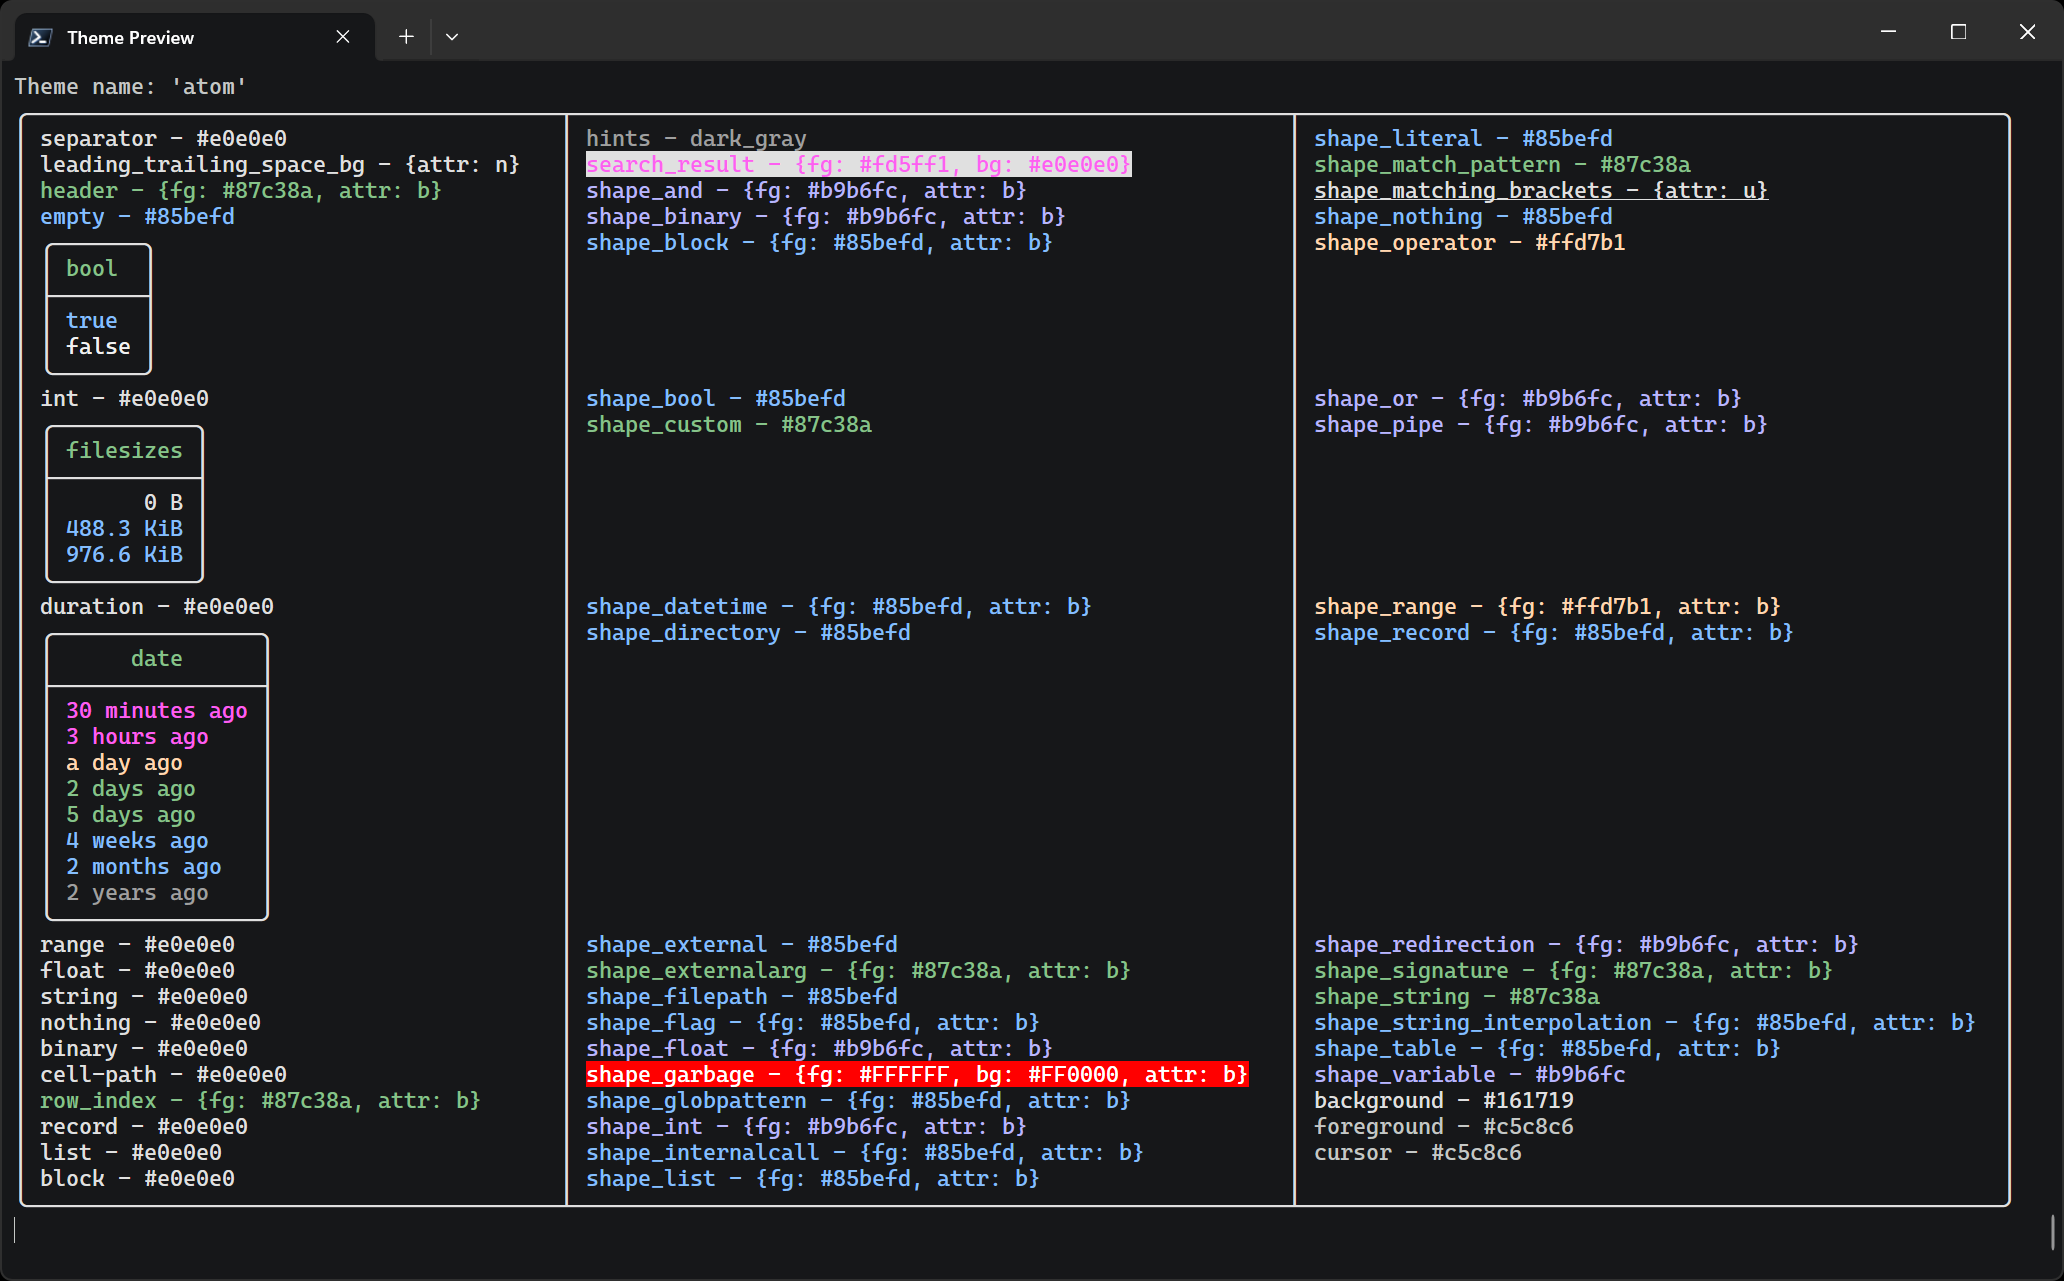 Theme Preview
Theme name: 'atom'
separator - #e0e0e0
leading_trailing_space_bg - {attr: n}
header - {fg: #87c38a, attr: b}
empty - #85befd
bool
true
false
int - #e0e0e0
filesizes
0 B
488.3 KiB
976.6 KiB
duration - #e0e0e0
date
30 minutes ago
3 hours ago
a day ago
2 days ago
5 days ago
4 weeks ago
2 months ago
2 years ago
range - #e0e0e0
float - #e0e0e0
string - #e0e0e0
nothing - #e0e0e0
binary - #e0e0e0
cell-path - #e0e0e0
row_index - {fg: #87c38a, attr: b}
record - #e0e0e0
list - #e0e0e0
block - #e0e0e0
hints - dark_gray
search_result - {fg: #fd5ff1, bg: #e0e0e0}
shape_and - {fg: #b9b6fc, attr: b}
shape_binary - {fg: #b9b6fc, attr: b}
shape_block - {fg: #85befd, attr: b}
shape_bool - #85befd
shape_custom - #87c38a
shape_datetime - {fg: #85befd, attr: b}
shape_directory - #85befd
shape_external - #85befd
shape_externalarg - {fg: #87c38a, attr: b}
shape_filepath - #85befd
shape_flag - {fg: #85befd, attr: b}
shape_float - {fg: #b9b6fc, attr: b}
shape_garbage - {fg: #FFFFFF, bg: #FF0000, attr: b}
shape_globpattern - {fg: #85befd, attr: b}
shape_int - {fg: #b9b6fc, attr: b}
shape_internalcall - {fg: #85befd, attr: b}
shape_list - {fg: #85befd, attr: b}
shape_literal - #85befd
shape_match_pattern - #87c38a
shape_matching_brackets - {attr: u}
shape_nothing - #85befd
shape_operator - #ffd7b1
shape_or - {fg: #b9b6fc, attr: b}
shape_pipe - {fg: #b9b6fc, attr: b}
shape_range - {fg: #ffd7b1, attr: b}
shape_record - {fg: #85befd, attr: b}
shape_redirection - {fg: #b9b6fc, attr: b}
shape_signature - {fg: #87c38a, attr: b}
shape_string - #87c38a
shape_string_interpolation - {fg: #85befd, attr: b}
shape_table - {fg: #85befd, attr: b}
shape_variable - #b9b6fc
background - #161719
foreground - #c5c8c6
cursor - #c5c8c6